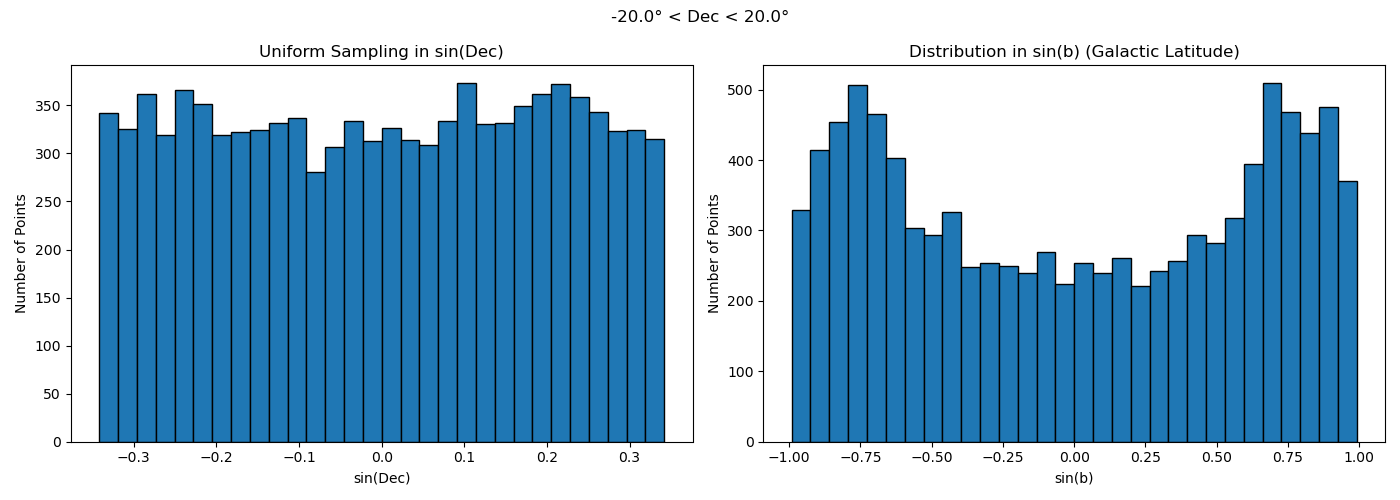 -20.0° < Dec < 20.0°
Uniform Sampling in sin(Dec)
Number of Points
350
300
250
200
150
100
50
0
−0.3 −0.2 −0.1 0.0 0.1 0.2 0.3
sin(Dec)
Distribution in sin(b) (Galactic Latitude)
Number of Points
500
400
300
200
100
0
−1.00 −0.75 −0.50 −0.25 0.00 0.25 0.50 0.75 1.00
sin(b)